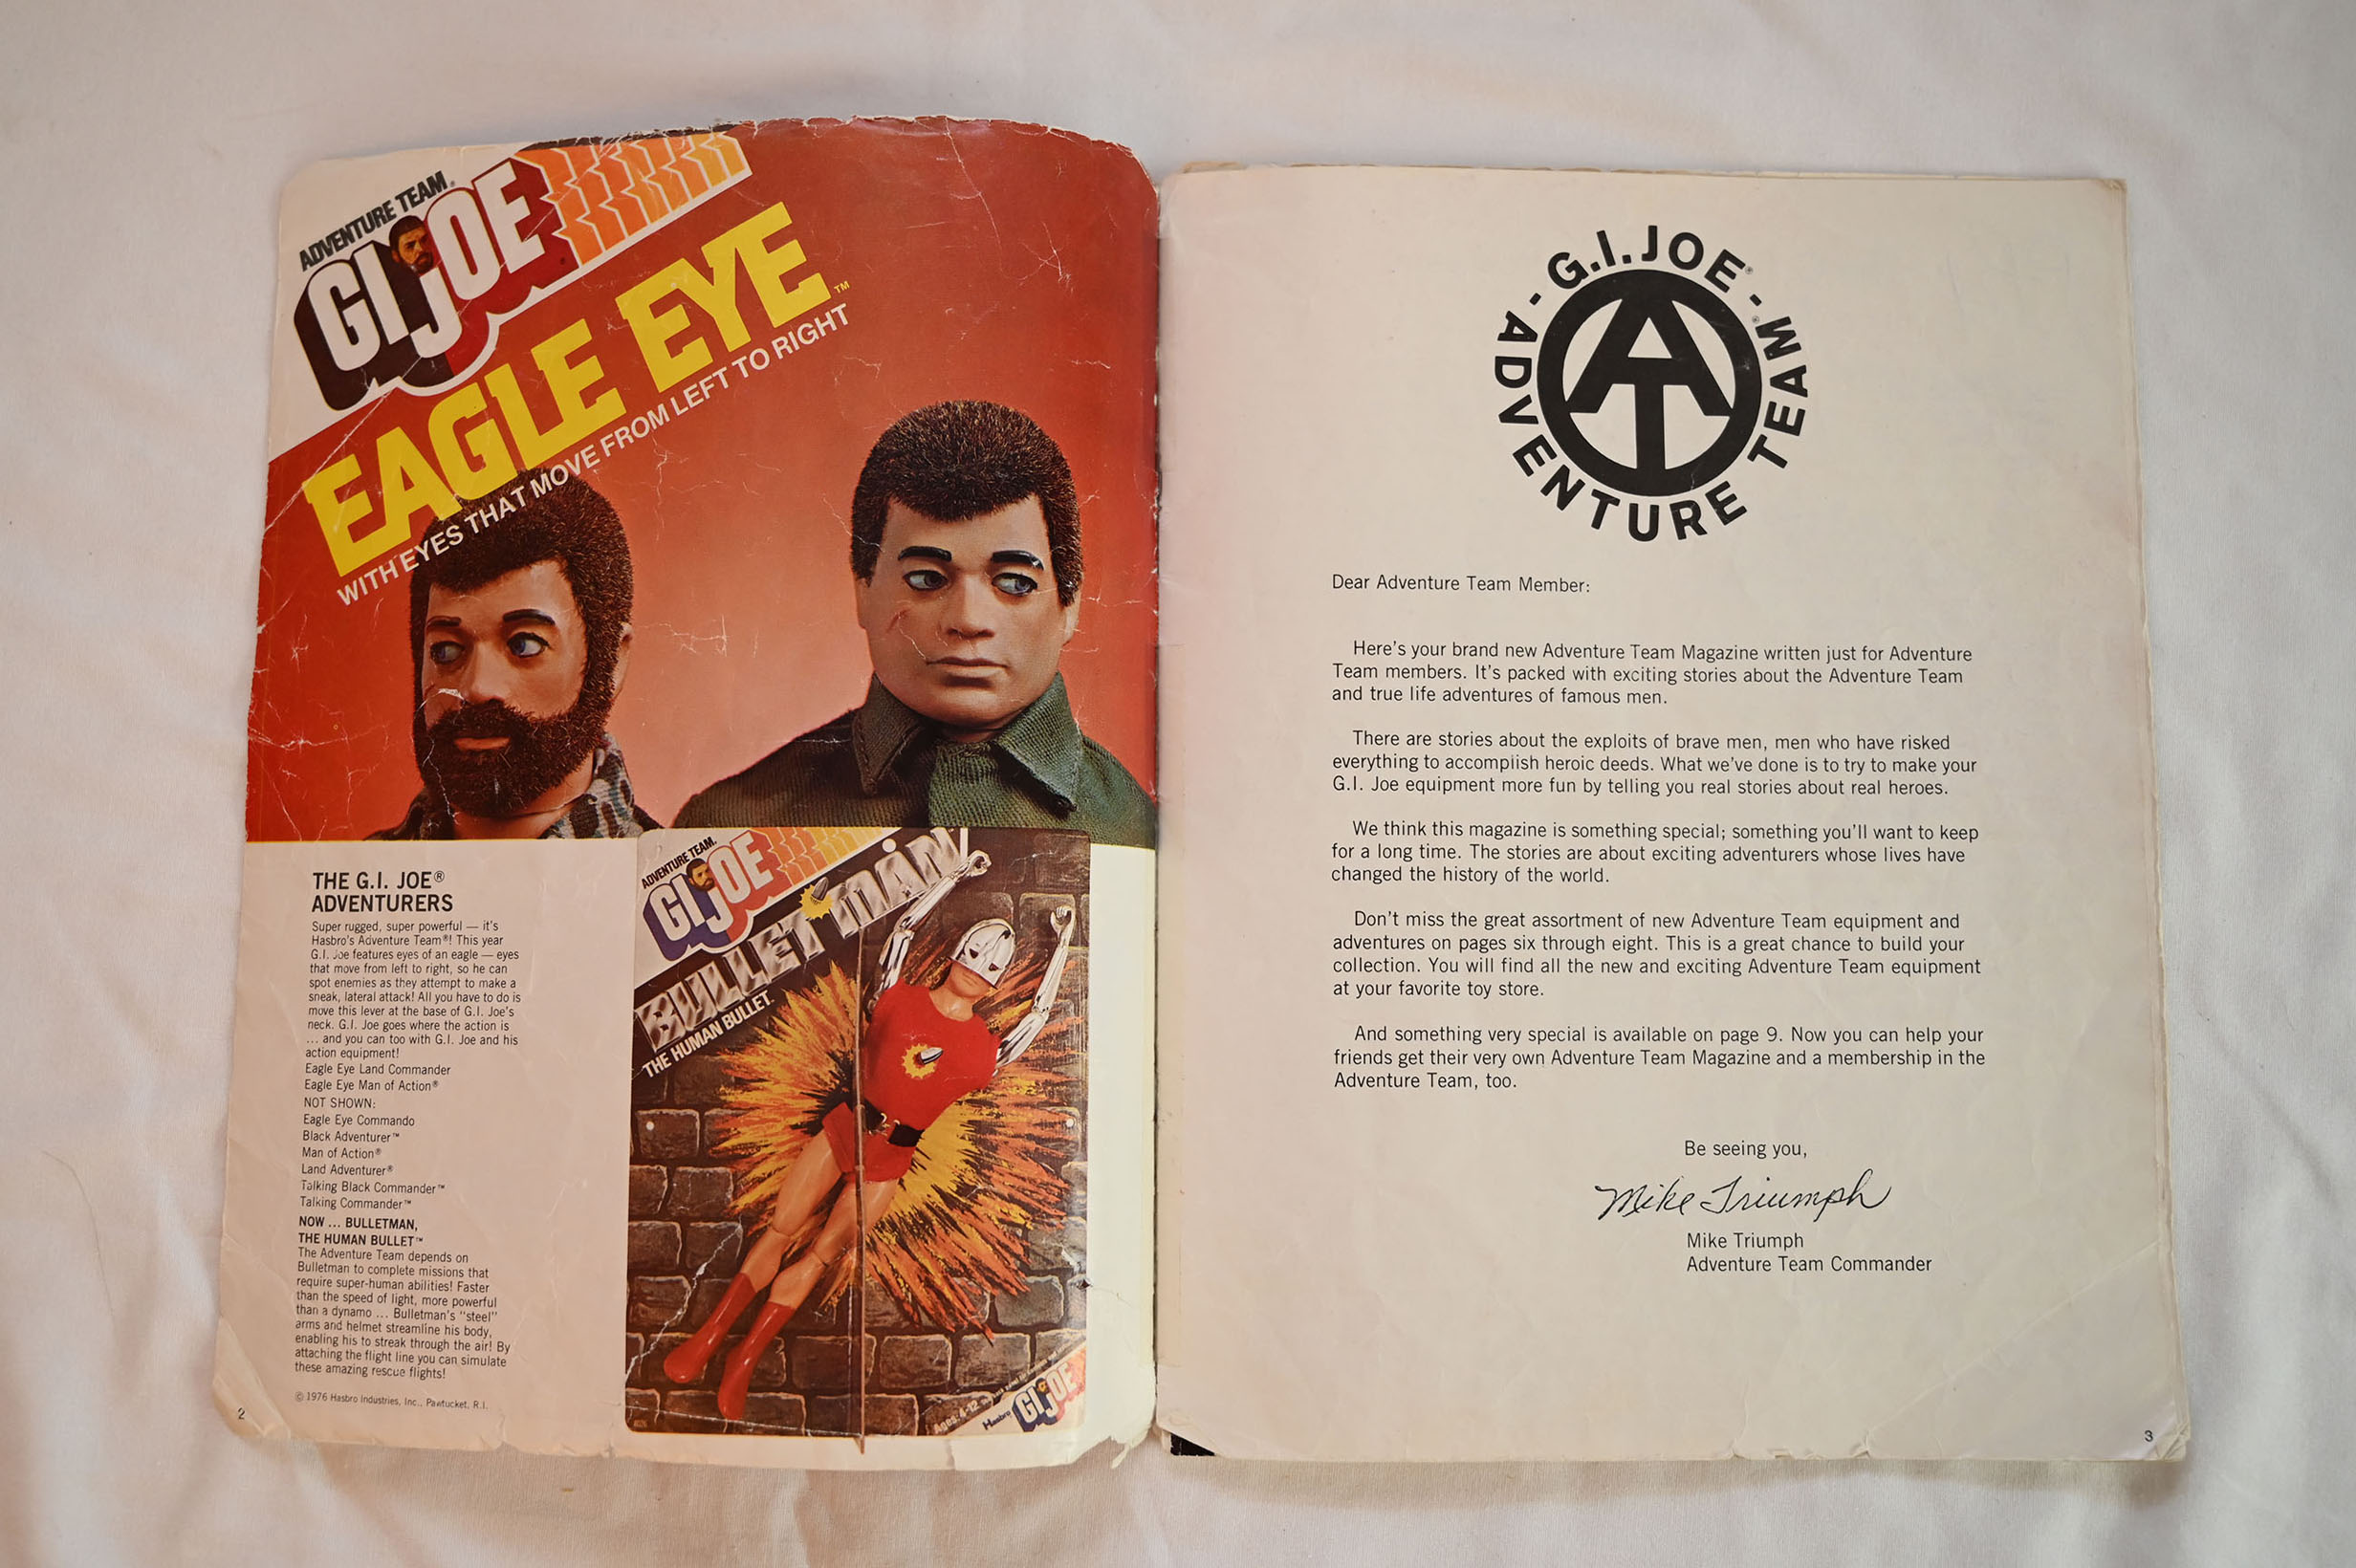 ADVENTURE TEAM®
GI JOE
EAGLE EYE™
WITH EYES THAT MOVE FROM LEFT TO RIGHT
THE G.I. JOE®
ADVENTURERS
Super rugged, super powerful — it's
Hasbro's Adventure Team®! This year
G.I. Joe features eyes of an eagle — eyes
that move from left to right, so he can
spot enemies as they attempt to make a
sneak, lateral attack! All you have to do is
move this lever at the base of G.I. Joe's
neck. G.I. Joe goes where the action is
... and you can too with G.I. Joe and his
action equipment!
Eagle Eye Land Commander
Eagle Eye Man of Action®
NOT SHOWN:
Eagle Eye Commando
Black Adventurer™
Man of Action®
Land Adventurer®
Talking Black Commander™
Talking Commander™
NOW ... BULLETMAN,
THE HUMAN BULLET™
The Adventure Team depends on
Bulletman to complete missions that
require super-human abilities! Faster
than the speed of light, more powerful
than a dynamo ... Bulletman's "steel"
arms and helmet streamline his body,
enabling his to streak through the air! By
attaching the flight line you can simulate
these amazing rescue flights!
© 1976 Hasbro Industries, Inc., Pawtucket, R.I.
2
ADVENTURE TEAM.
GI JOE
BULLET MAN
THE HUMAN BULLET.
Ages: 4-12
Hasbro
GI JOE
G.I. JOE®
ADVENTURE TEAM®
AT
Dear Adventure Team Member:
Here's your brand new Adventure Team Magazine written just for Adventure
Team members. It's packed with exciting stories about the Adventure Team
and true life adventures of famous men.
There are stories about the exploits of brave men, men who have risked
everything to accomplish heroic deeds. What we've done is to try to make your
G.I. Joe equipment more fun by telling you real stories about real heroes.
We think this magazine is something special; something you'll want to keep
for a long time. The stories are about exciting adventurers whose lives have
changed the history of the world.
Don't miss the great assortment of new Adventure Team equipment and
adventures on pages six through eight. This is a great chance to build your
collection. You will find all the new and exciting Adventure Team equipment
at your favorite toy store.
And something very special is available on page 9. Now you can help your
friends get their very own Adventure Team Magazine and a membership in the
Adventure Team, too.
Be seeing you,
Mike Triumph
Mike Triumph
Adventure Team Commander
3